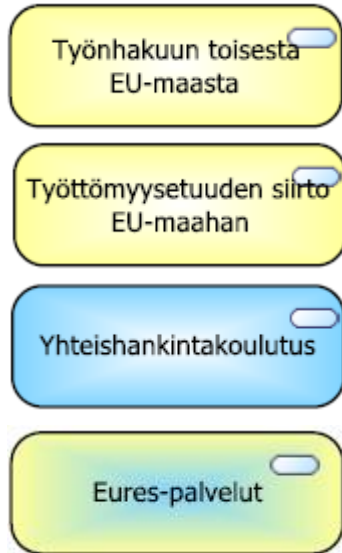 Työnhakuun toisesta
EU-maasta
Työttömyysetuuden siirto
EU-maahan
Yhteishankintakoulutus
Eures-palvelut